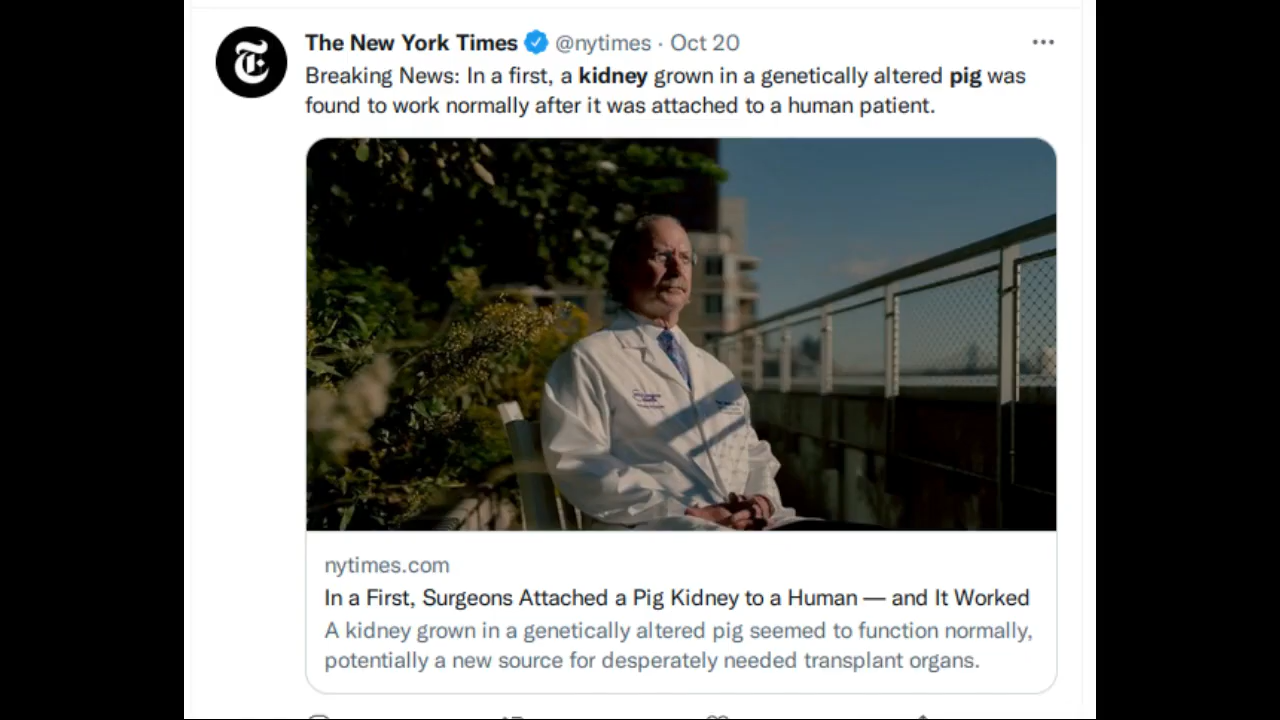 The New York Times @nytimes · Oct 20 ···
Breaking News: In a first, a kidney grown in a genetically altered pig was
found to work normally after it was attached to a human patient.
nytimes.com
In a First, Surgeons Attached a Pig Kidney to a Human — and It Worked
A kidney grown in a genetically altered pig seemed to function normally,
potentially a new source for desperately needed transplant organs.